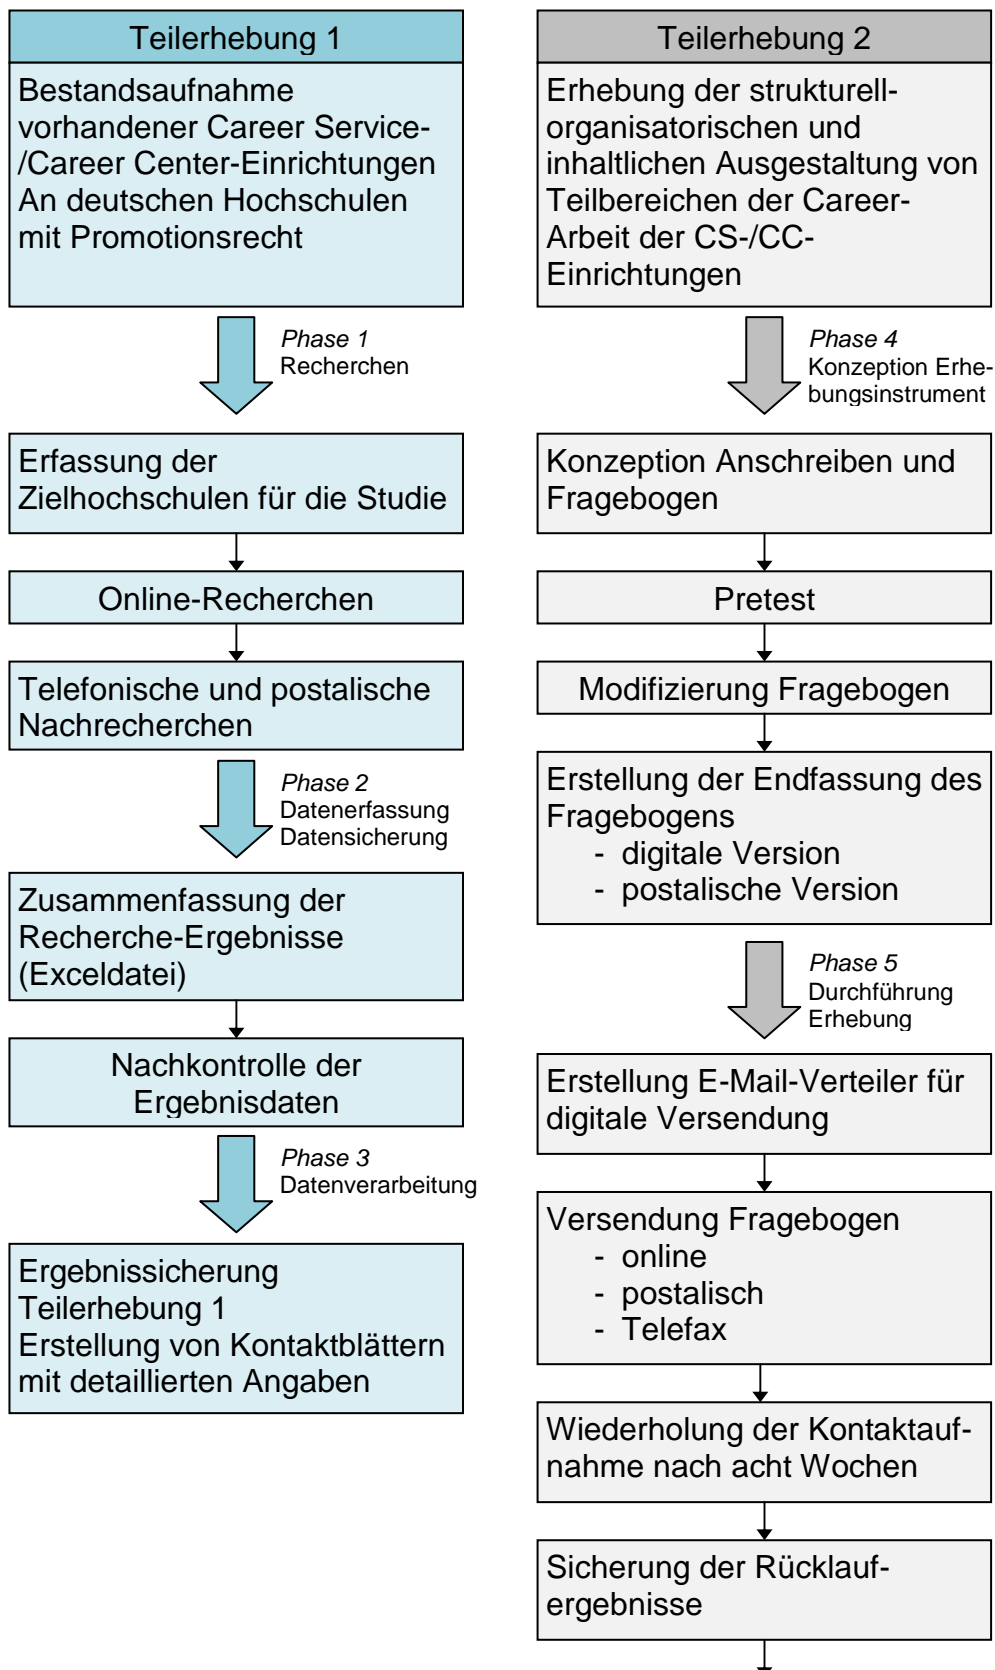 Teilerhebung 1
Bestandsaufnahme
vorhandener Career Service-
/Career Center-Einrichtungen
An deutschen Hochschulen
mit Promotionsrecht
Phase 1
Recherchen
Erfassung der
Zielhochschulen für die Studie
Online-Recherchen
Telefonische und postalische
Nachrecherchen
Phase 2
Datenerfassung
Datensicherung
Zusammenfassung der
Recherche-Ergebnisse
(Exceldatei)
Nachkontrolle der
Ergebnisdaten
Phase 3
Datenverarbeitung
Ergebnissicherung
Teilerhebung 1
Erstellung von Kontaktblättern
mit detaillierten Angaben
Teilerhebung 2
Erhebung der strukturell-
organisatorischen und
inhaltlichen Ausgestaltung von
Teilbereichen der Career-
Arbeit der CS-/CC-
Einrichtungen
Phase 4
Konzeption Erhe-
bungsinstrument
Konzeption Anschreiben und
Fragebogen
Pretest
Modifizierung Fragebogen
Erstellung der Endfassung des
Fragebogens
- digitale Version
- postalische Version
Phase 5
Durchführung
Erhebung
Erstellung E-Mail-Verteiler für
digitale Versendung
Versendung Fragebogen
- online
- postalisch
- Telefax
Wiederholung der Kontaktauf-
nahme nach acht Wochen
Sicherung der Rücklauf-
ergebnisse